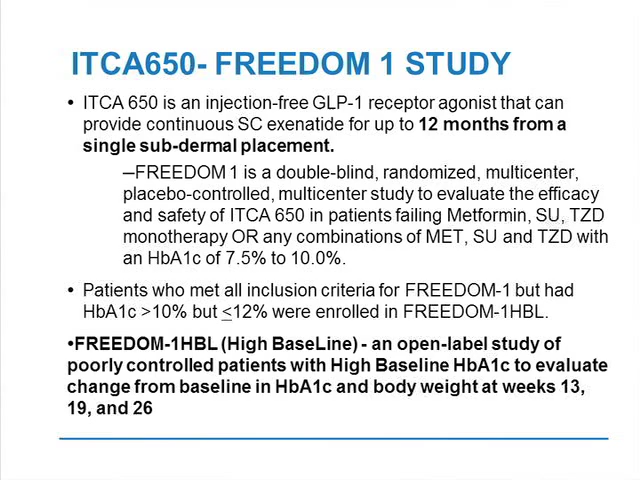 ITCA650- FREEDOM 1 STUDY
• ITCA 650 is an injection-free GLP-1 receptor agonist that can
provide continuous SC exenatide for up to 12 months from a
single sub-dermal placement.
–FREEDOM 1 is a double-blind, randomized, multicenter,
placebo-controlled, multicenter study to evaluate the efficacy
and safety of ITCA 650 in patients failing Metformin, SU, TZD
monotherapy OR any combinations of MET, SU and TZD with
an HbA1c of 7.5% to 10.0%.
• Patients who met all inclusion criteria for FREEDOM-1 but had
HbA1c >10% but ≤12% were enrolled in FREEDOM-1HBL.
•FREEDOM-1HBL (High BaseLine) - an open-label study of
poorly controlled patients with High Baseline HbA1c to evaluate
change from baseline in HbA1c and body weight at weeks 13,
19, and 26